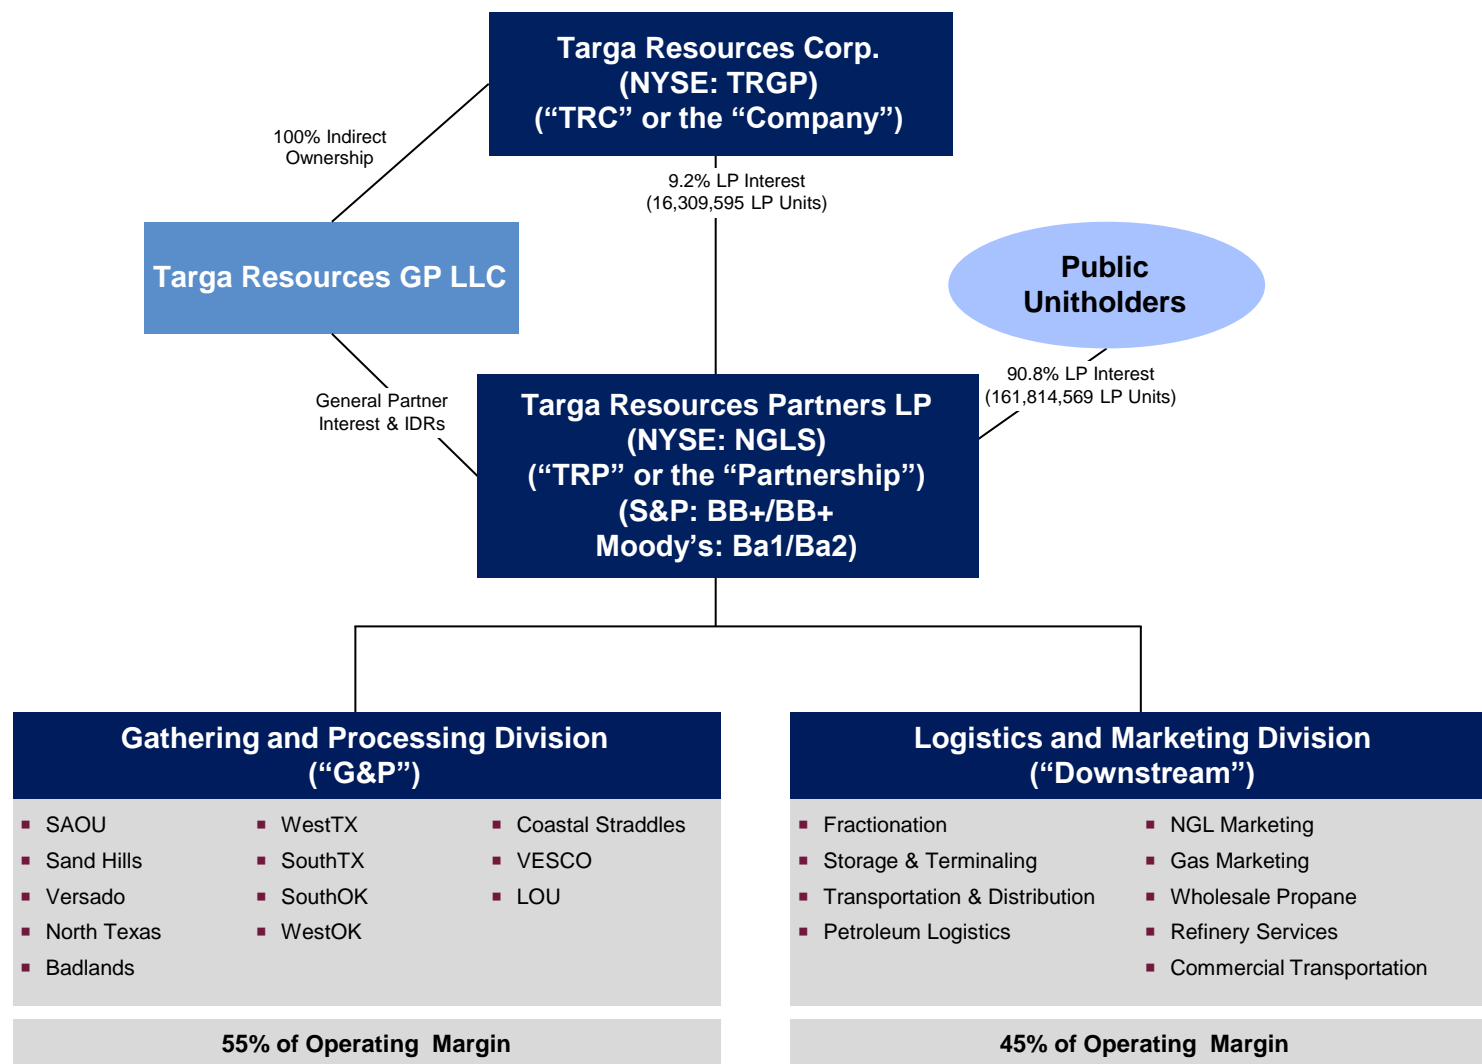 Targa Resources Corp.
(NYSE: TRGP)
(“TRC” or the “Company”)
100% Indirect
Ownership
9.2% LP Interest
(16,309,595 LP Units)
Targa Resources GP LLC
Public
Unitholders
General Partner
Interest & IDRs
90.8% LP Interest
(161,814,569 LP Units)
Targa Resources Partners LP
(NYSE: NGLS)
(“TRP” or the “Partnership”)
(S&P: BB+/BB+
Moody’s: Ba1/Ba2)
Gathering and Processing Division
(“G&P”)
SAOU
Sand Hills
Versado
North Texas
Badlands
WestTX
SouthTX
SouthOK
WestOK
Coastal Straddles
VESCO
LOU
55% of Operating Margin
Logistics and Marketing Division
(“Downstream”)
Fractionation
Storage & Terminaling
Transportation & Distribution
Petroleum Logistics
NGL Marketing
Gas Marketing
Wholesale Propane
Refinery Services
Commercial Transportation
45% of Operating Margin